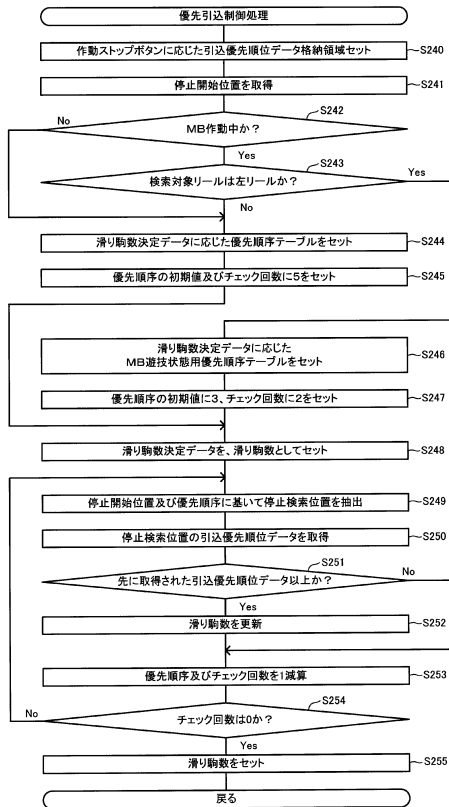 優先引込制御処理
作動ストップボタンに応じた引込優先順位データ格納領域セット
S240
停止開始位置を取得
S241
S242
No
MB作動中か?
Yes
S243
検索対象リールは左リールか?
Yes
No
滑り駒数決定データに応じた優先順序テーブルをセット
S244
優先順序の初期値及びチェック回数に5をセット
S245
滑り駒数決定データに応じた
MB遊技状態用優先順序テーブルをセット
S246
優先順序の初期値に3、チェック回数に2をセット
S247
滑り駒数決定データを、滑り駒数としてセット
S248
停止開始位置及び優先順序に基いて停止検索位置を抽出
S249
停止検索位置の引込優先順位データを取得
S250
S251
先に取得された引込優先順位データ以上か?
No
Yes
滑り駒数を更新
S252
優先順序及びチェック回数を1減算
S253
S254
No
チェック回数は0か?
Yes
滑り駒数をセット
S255
戻る